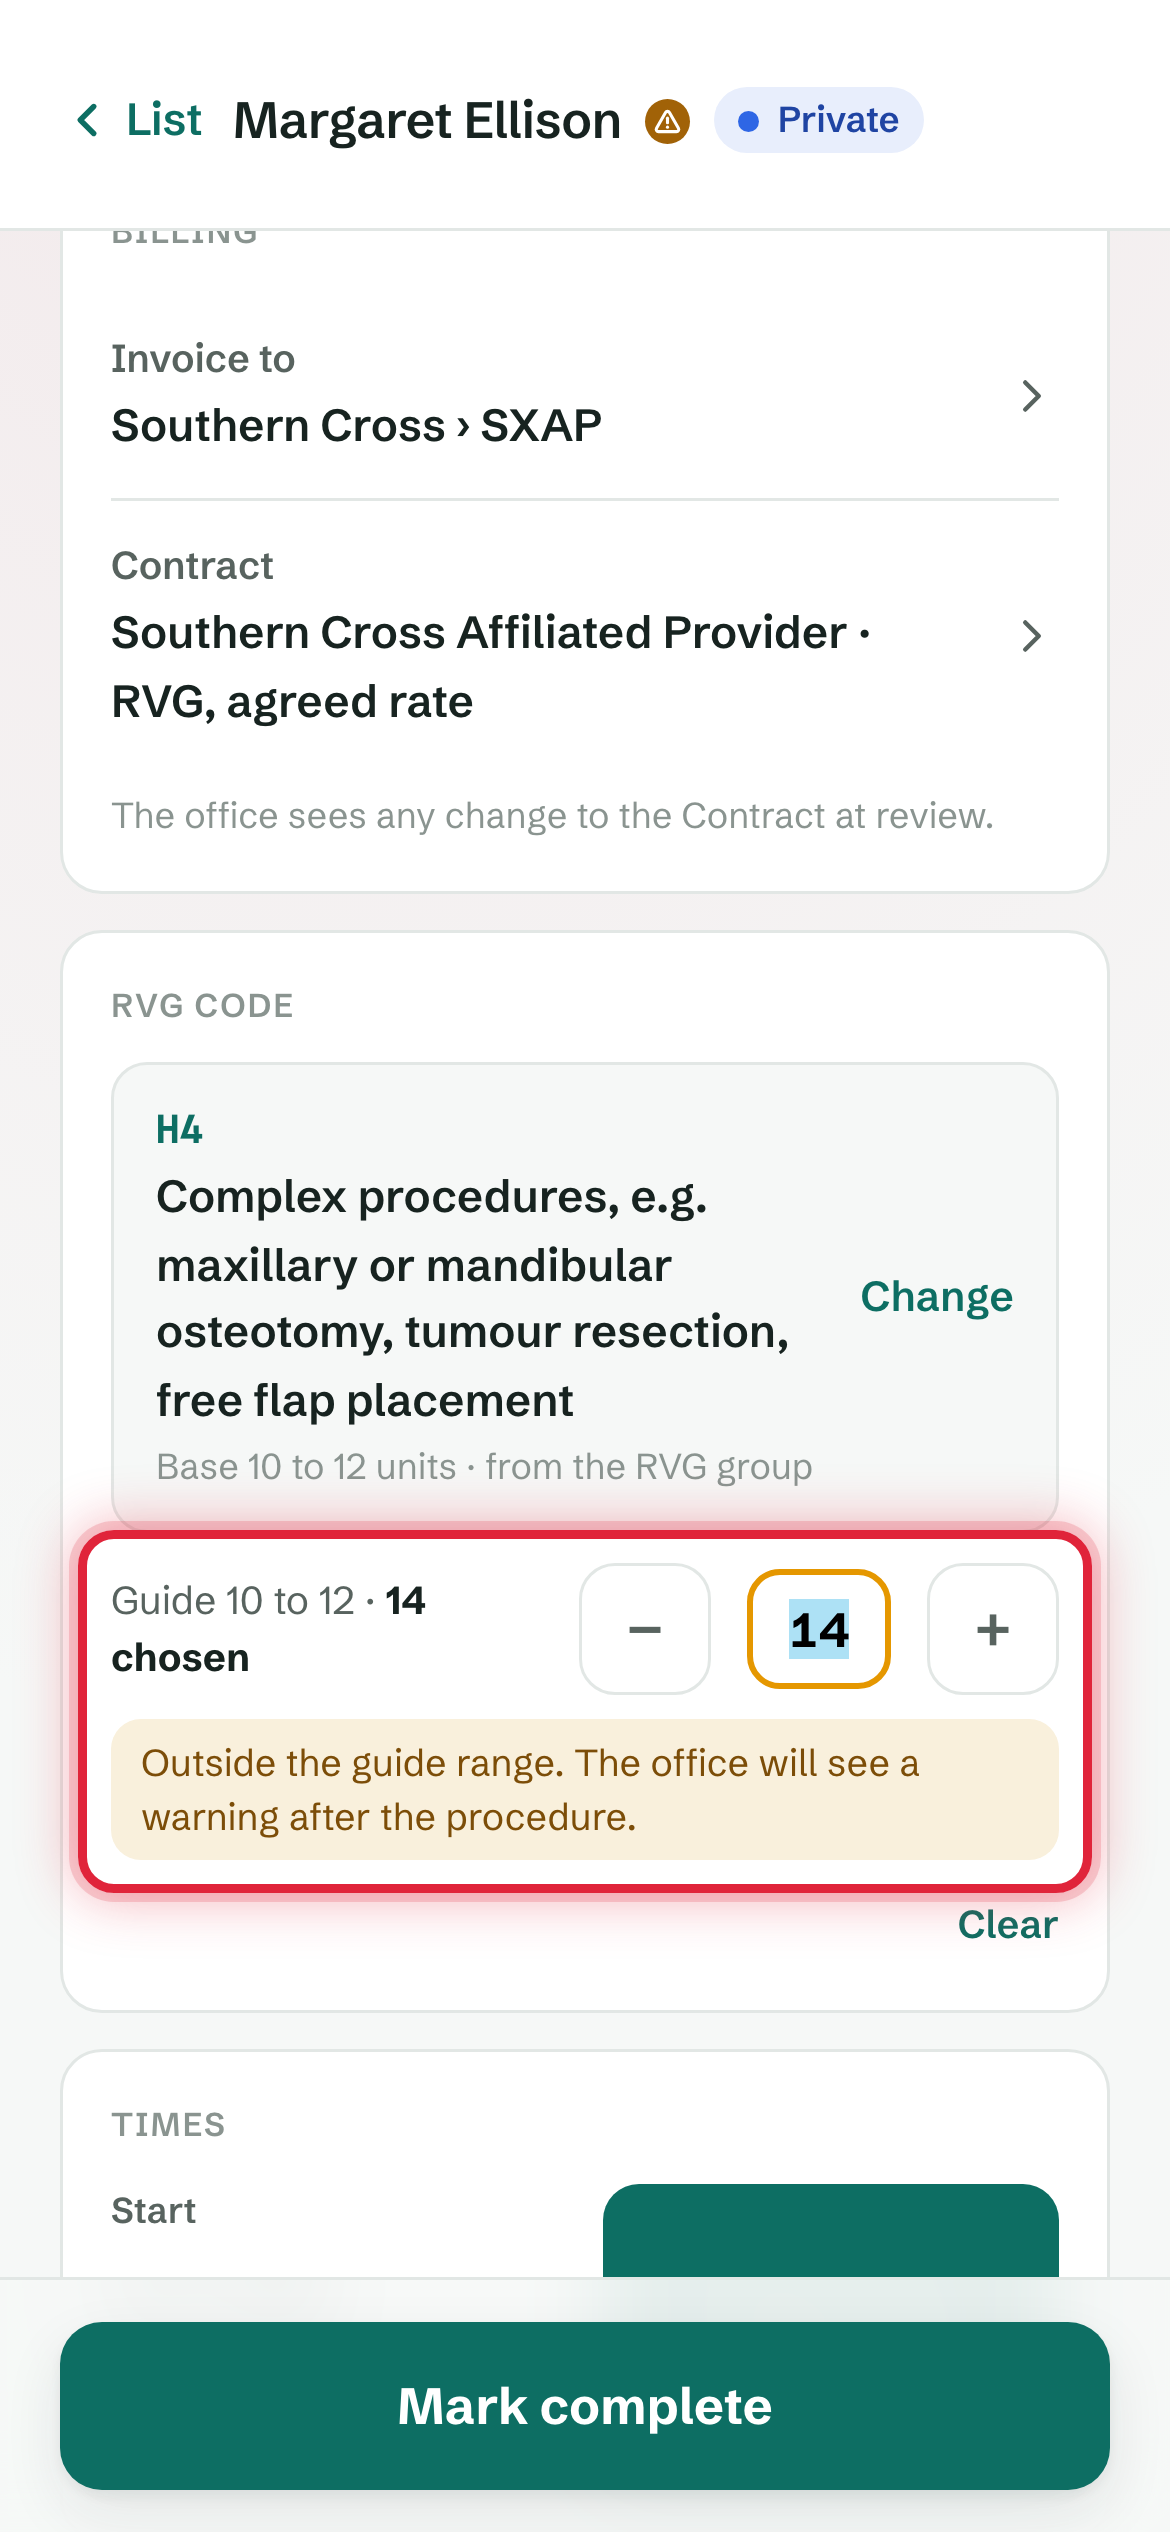 List Margaret Ellison Private
BILLING
Invoice to
Southern Cross › SXAP
Contract
Southern Cross Affiliated Provider ·
RVG, agreed rate
The office sees any change to the Contract at review.
RVG CODE
H4
Complex procedures, e.g.
maxillary or mandibular
osteotomy, tumour resection,
free flap placement
Change
Base 10 to 12 units · from the RVG group
Guide 10 to 12 · 14
chosen
− 14 +
Outside the guide range. The office will see a
warning after the procedure.
Clear
TIMES
Start
Mark complete